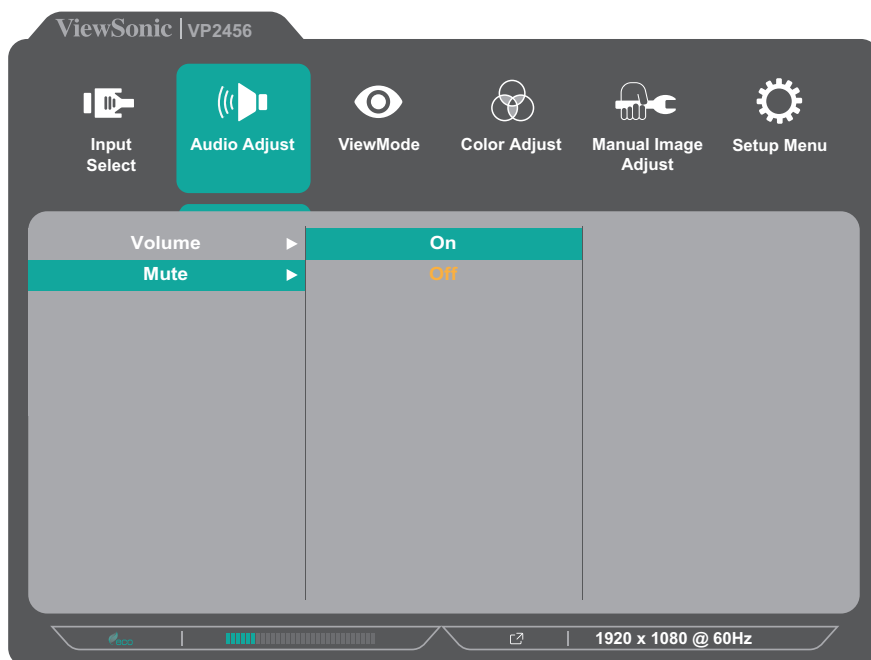 ViewSonic | VP2456
Input Select
Audio Adjust
ViewMode
Color Adjust
Manual Image Adjust
Setup Menu
Volume
On
Mute
Off
eco
1920 x 1080 @ 60Hz